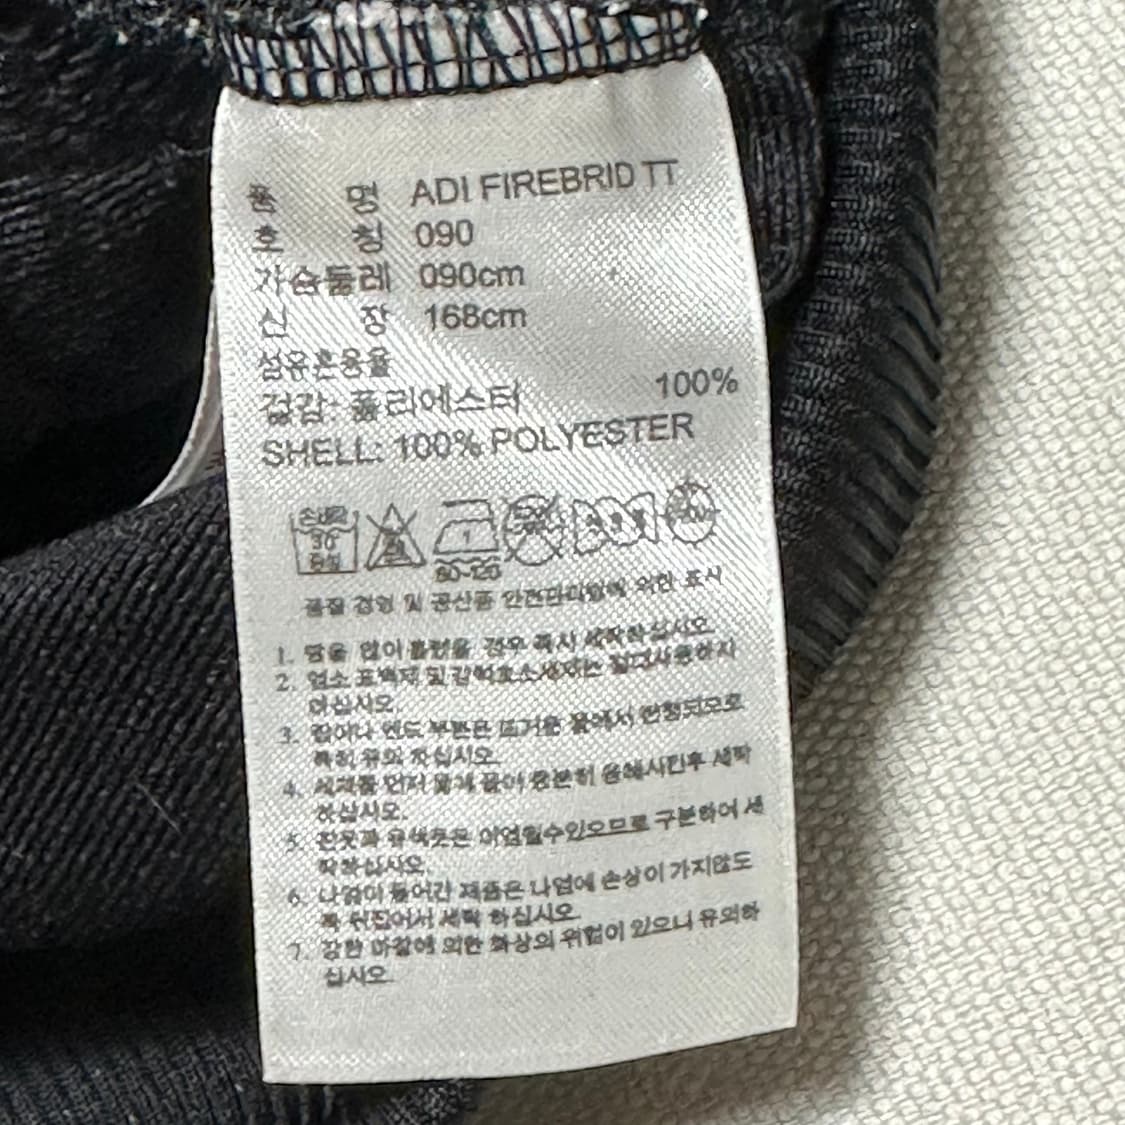 품 명 ADI FIREBRID TT
호 칭 090
가슴둘레 090cm
신 장 168cm
섬유혼용율
겉감: 폴리에스터 100%
SHELL: 100% POLYESTER
80~120
품질 경영 및 공산품 안전관리법에 의한 표시
1. 땀을 많이 흘렸을 경우 즉시 세탁하십시오.
2. 염소 표백제 및 절대사용하지
마십시오.
3. 밴드 부분은 뜨거운 물에서 변형되므로
특히 유의 하십시오.
4. 세제를 먼저 물에 풀어 충분히 용해시킨후 세탁
하십시오.
5. 흰옷과 유색옷은 이염될수있으므로 구분하여 세
탁하십시오.
6. 나염이 들어간 제품은 나염에 손상이 가지않도
록 뒤집어서 세탁 하십시오.
7. 강한 마찰에 의한 화상의 위험이 있으니 유의하
십시오.